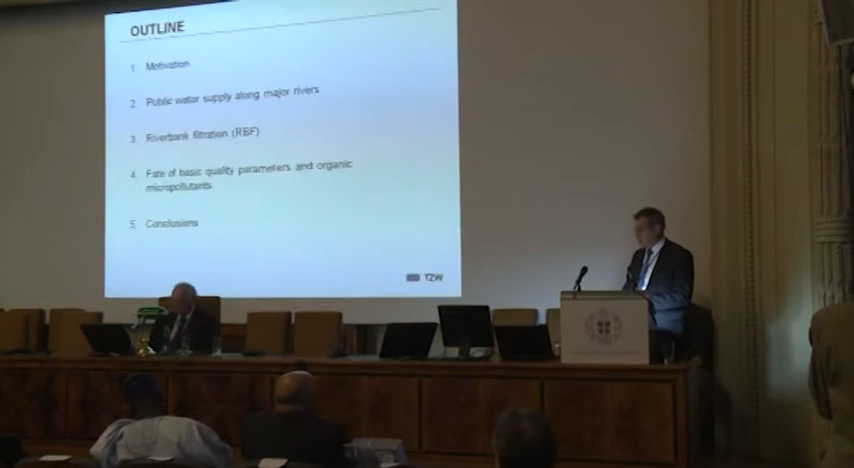 OUTLINE
1. Motivation
2. Public water supply along major rivers
3. Riverbank filtration (RBF)
4. Fate of basic quality parameters and organic
micropollutants
5. Conclusions
TZW